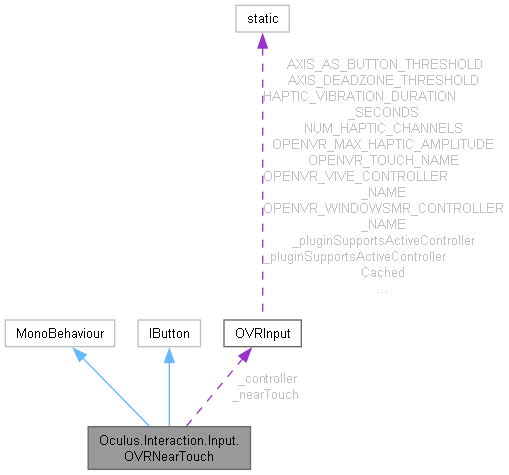 static
AXIS_AS_BUTTON_THRESHOLD
AXIS_DEADZONE_THRESHOLD
HAPTIC_VIBRATION_DURATION
_SECONDS
NUM_HAPTIC_CHANNELS
OPENVR_MAX_HAPTIC_AMPLITUDE
OPENVR_TOUCH_NAME
OPENVR_VIVE_CONTROLLER
_NAME
OPENVR_WINDOWSMR_CONTROLLER
_NAME
_pluginSupportsActiveController
_pluginSupportsActiveController
Cached
...
MonoBehaviour
IButton
OVRInput
_controller
_nearTouch
Oculus.Interaction.Input.
OVRNearTouch